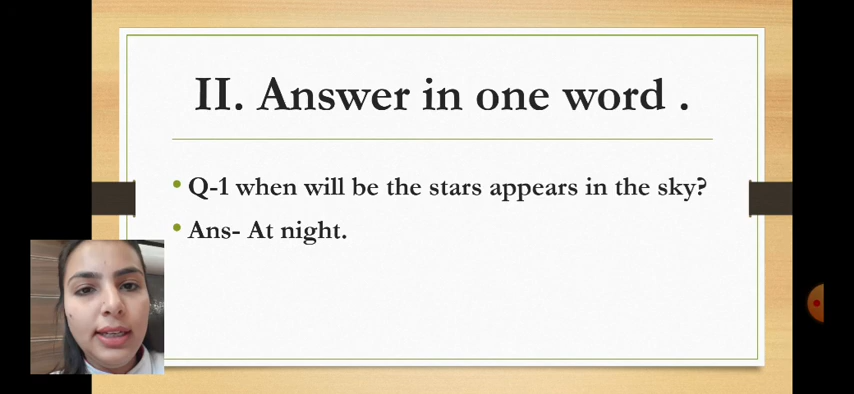 II. Answer in one word .
Q-1 when will be the stars appears in the sky?
Ans- At night.